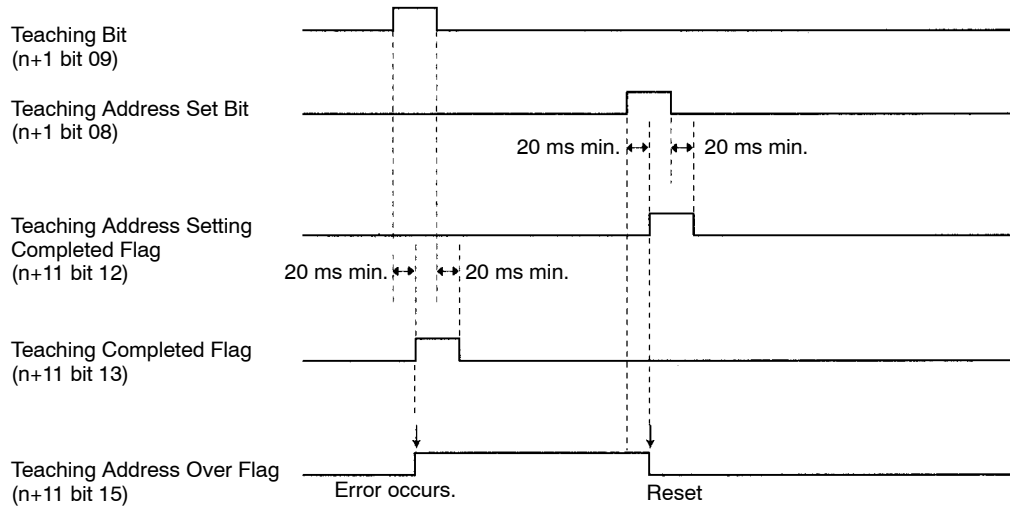 Teaching Bit
(n+1 bit 09)
Teaching Address Set Bit
(n+1 bit 08)
20 ms min.
20 ms min.
Teaching Address Setting
Completed Flag
(n+11 bit 12)
20 ms min.
20 ms min.
Teaching Completed Flag
(n+11 bit 13)
Teaching Address Over Flag
(n+11 bit 15)
Error occurs.
Reset